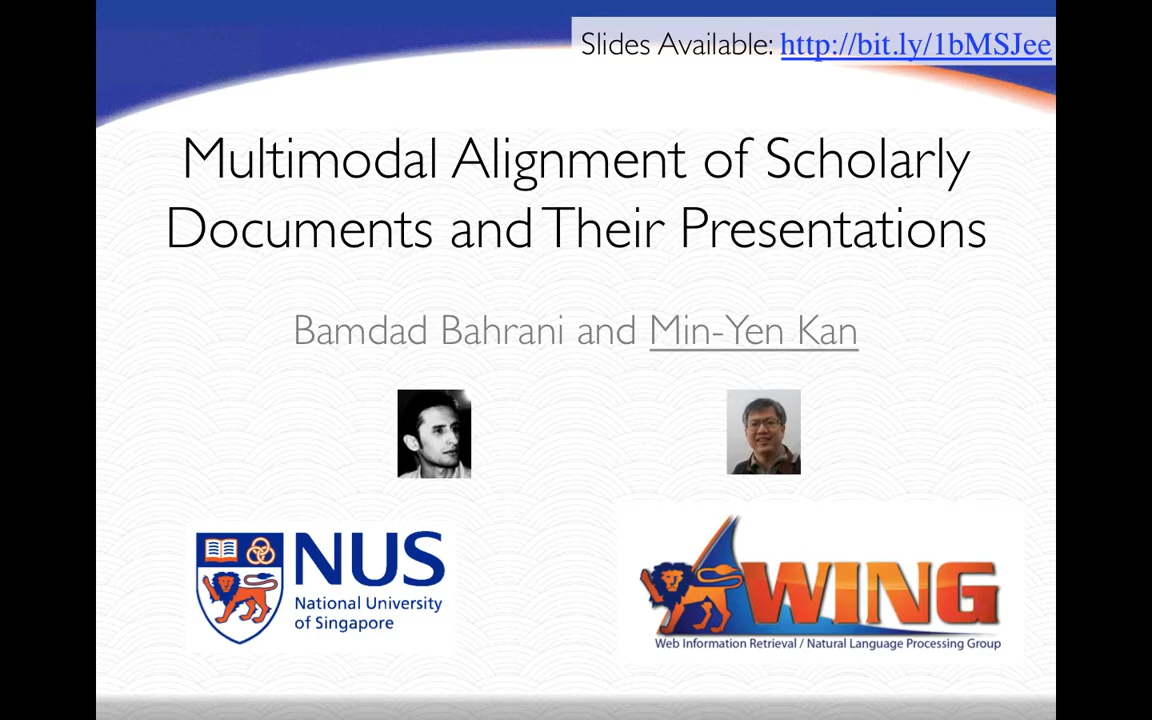 Slides Available: http://bit.ly/1bMSJee
Multimodal Alignment of Scholarly
Documents and Their Presentations
Bamdad Bahrani and Min-Yen Kan
NUS
National University
of Singapore
WING
Web Information Retrieval / Natural Language Processing Group